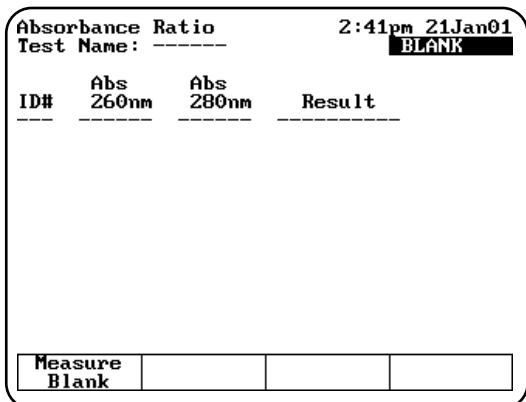 Absorbance Ratio 2:41pm 21Jan01
Test Name: ------ BLANK
Abs Abs
ID# 260nm 280nm Result
--- ------ ------ ----------
Measure
Blank